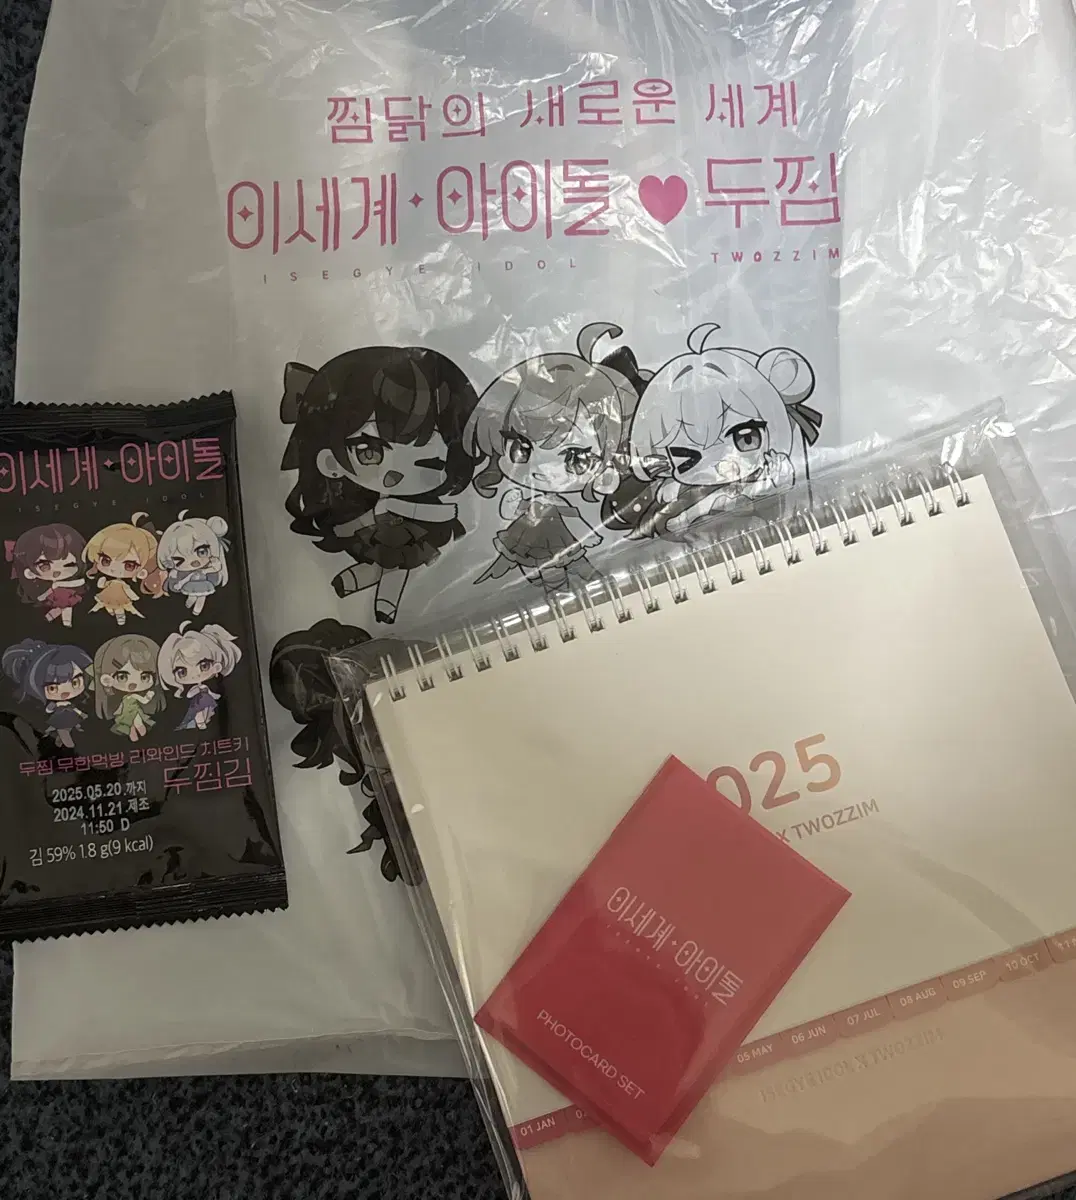 찜닭의 새로운 세계
이세계·아이돌♥두찜
ISEGYE IDOL TWOZZIM
이세계·아이돌
ISEGYE IDOL
두찜 무한먹방 리와인드 치트키
두찜김
2025.05.20.까지
2024.11.21.제조
11:50 D
김 59% 1.8 g(9 kcal)
025
X TWOZZIM
이세계·아이돌
ISEGYE IDOL
PHOTOCARD SET
01 JAN
05 MAY 06 JUN 07 JUL 08 AUG 09 SEP 10 OCT
ISEGYE IDOL X TWOZZIM